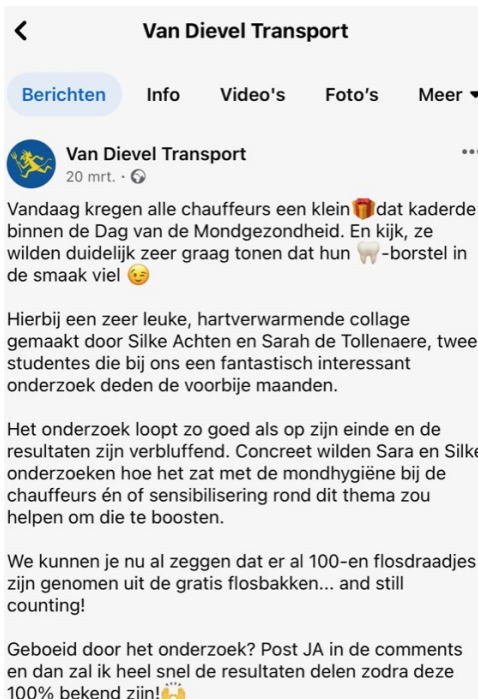 Van Dievel Transport
Berichten Info Video's Foto's Meer
Van Dievel Transport
20 mrt. ·
Vandaag kregen alle chauffeurs een klein🎁dat kaderde
binnen de Dag van de Mondgezondheid. En kijk, ze
wilden duidelijk zeer graag tonen dat hun 🦷-borstel in
de smaak viel 😉
Hierbij een zeer leuke, hartverwarmende collage
gemaakt door Silke Achten en Sarah de Tollenaere, twee
studentes die bij ons een fantastisch interessant
onderzoek deden de voorbije maanden.
Het onderzoek loopt zo goed als op zijn einde en de
resultaten zijn verbluffend. Concreet wilden Sara en Silke
onderzoeken hoe het zat met de mondhygiëne bij de
chauffeurs én of sensibilisering rond dit thema zou
helpen om die te boosten.
We kunnen je nu al zeggen dat er al 100-en flosdraadjes
zijn genomen uit de gratis flosbakken... and still
counting!
Geboeid door het onderzoek? Post JA in de comments
en dan zal ik heel snel de resultaten delen zodra deze
100% bekend zijn!🙌